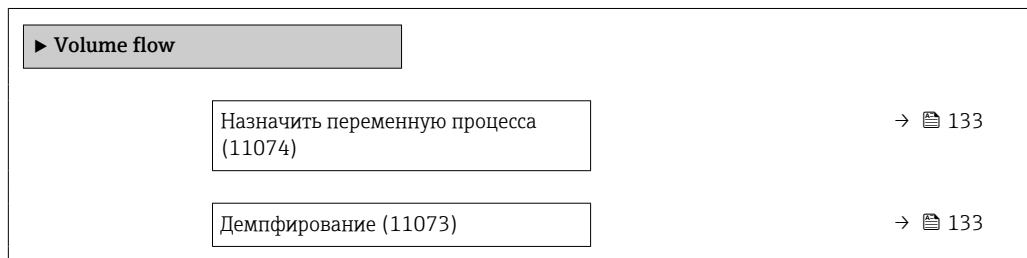 ▶ Volume flow
Назначить переменную процесса
(11074)
→ 133
Демпфирование (11073)
→ 133